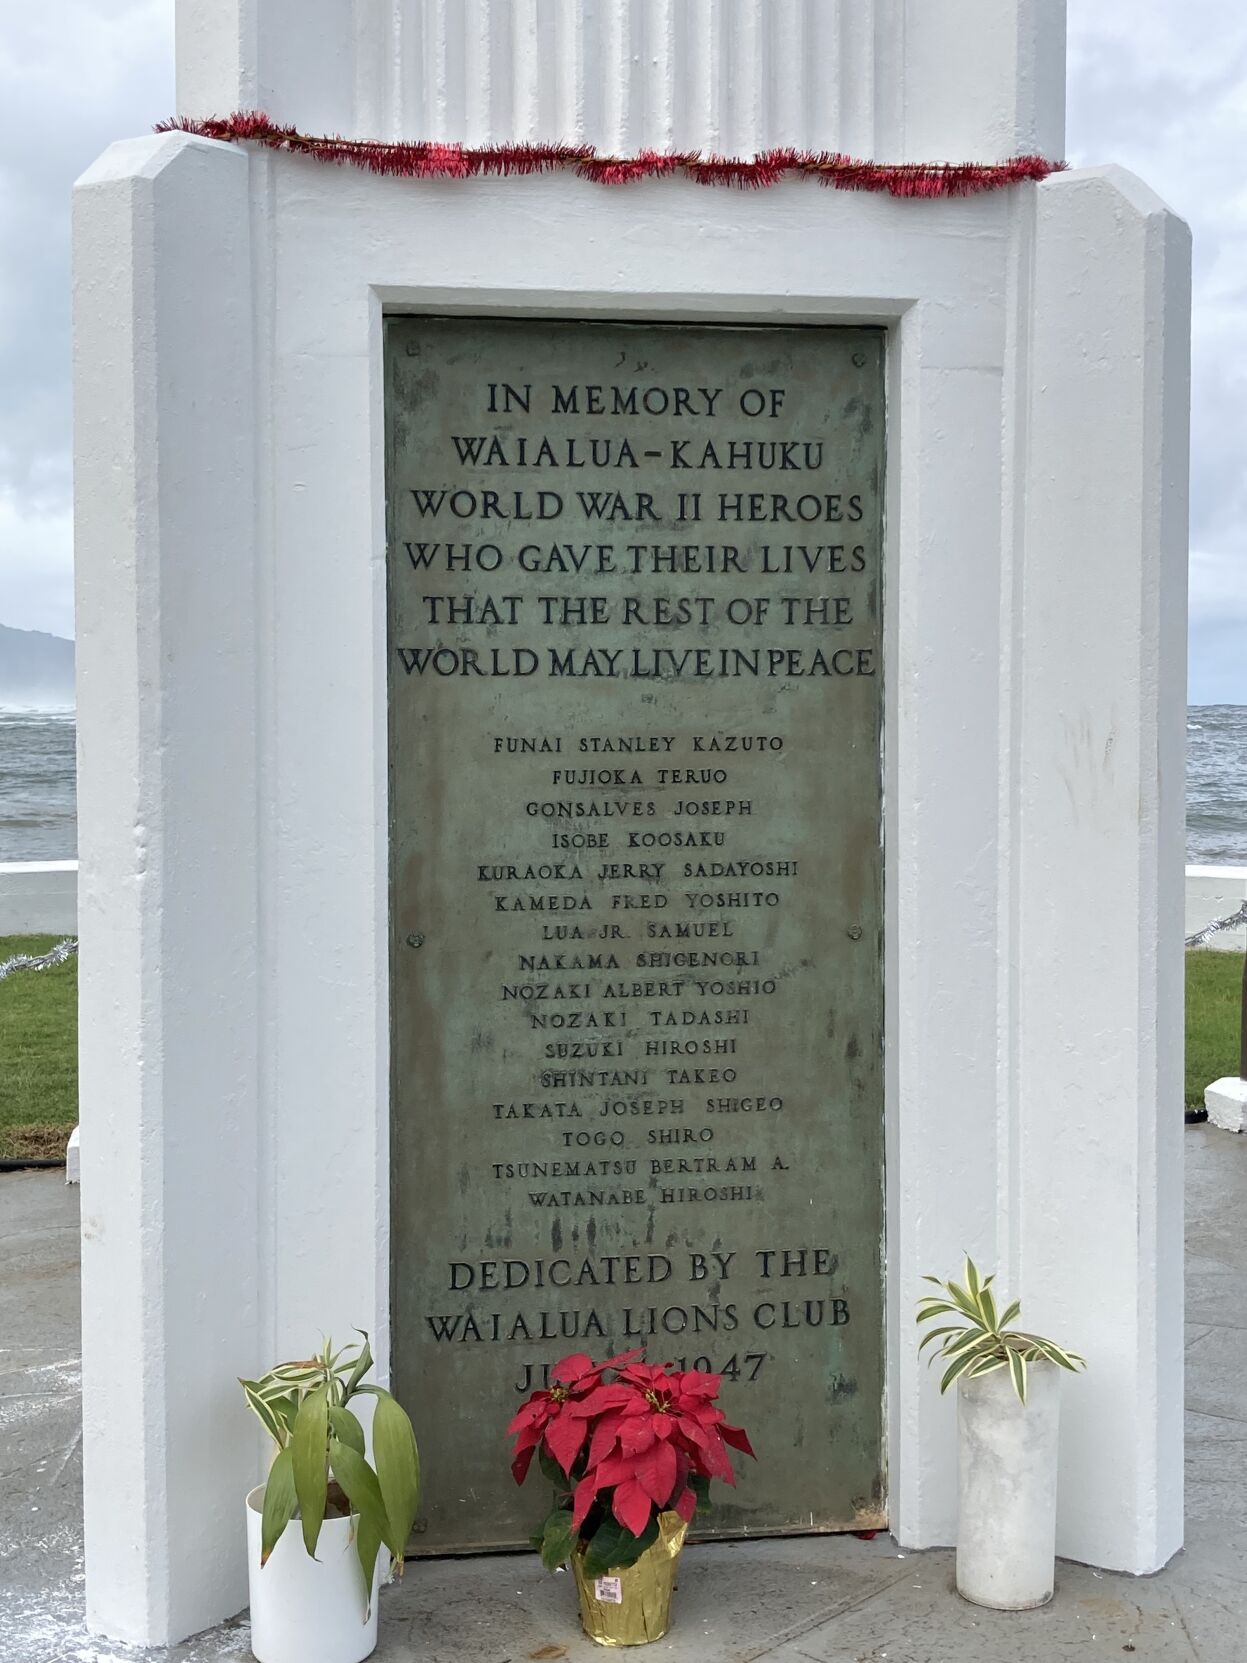 IN MEMORY OF
WAIALUA-KAHUKU
WORLD WAR II HEROES
WHO GAVE THEIR LIVES
THAT THE REST OF THE
WORLD MAY LIVE IN PEACE
FUNAI STANLEY KAZUTO
FUJIOKA TERUO
GONSALVES JOSEPH
ISOBE KOOSAKU
KURAOKA JERRY SADAYOSHI
KAMEDA FRED YOSHITO
LUA JR. SAMUEL
NAKAMA SHIGENORI
NOZAKI ALBERT YOSHIO
NOZAKI TADASHI
SUZUKI HIROSHI
SHINTANI TAKEO
TAKATA JOSEPH SHIGEO
TOGO SHIRO
TSUNEMATSU BERTRAM A.
WATANABE HIROSHI
DEDICATED BY THE
WAIALUA LIONS CLUB
1947